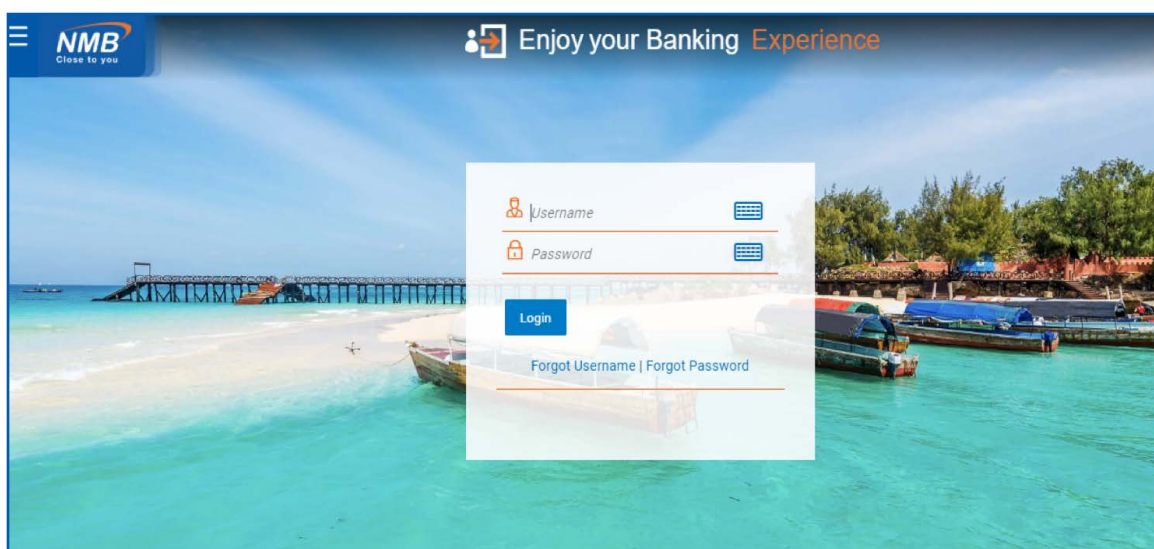 NMB
Close to you
Enjoy your Banking Experience
Username
Password
Login
Forgot Username | Forgot Password